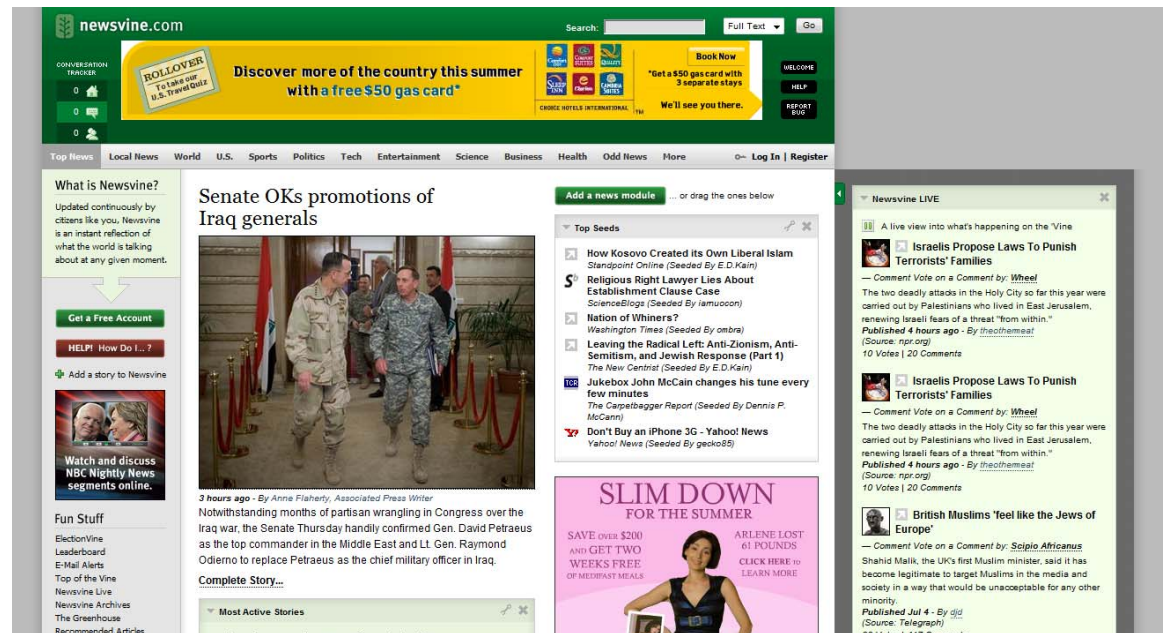 newsvine.com
Search:
Full Text
Go
CONVERSATION
TRACKER
0
0
0
ROLLOVER
To take our
U.S. Travel Quiz
Discover more of the country this summer
with a free $50 gas card*
CHOICE HOTELS INTERNATIONAL TM
Book Now
*Get a $50 gas card with
3 separate stays
We'll see you there.
WELCOME
HELP
REPORT
BUG
Top News Local News World U.S. Sports Politics Tech Entertainment Science Business Health Odd News More Log In | Register
What is Newsvine?
Updated continuously by
citizens like you, Newsvine
is an instant reflection of
what the world is talking
about at any given moment.
Get a Free Account
HELP! How Do I... ?
Add a story to Newsvine
Watch and discuss
NBC Nightly News
segments online.
Fun Stuff
ElectionVine
Leaderboard
E-Mail Alerts
Top of the Vine
Newsvine Live
Newsvine Archives
The Greenhouse
Recommended Articles
Senate OKs promotions of
Iraq generals
3 hours ago - By Anne Flaherty, Associated Press Writer
Notwithstanding months of partisan wrangling in Congress over the
Iraq war, the Senate Thursday handily confirmed Gen. David Petraeus
as the top commander in the Middle East and Lt. Gen. Raymond
Odierno to replace Petraeus as the chief military officer in Iraq.
Complete Story...
Most Active Stories
Add a news module ... or drag the ones below
Top Seeds
How Kosovo Created its Own Liberal Islam
Standpoint Online (Seeded By E.D.Kain)
Religious Right Lawyer Lies About
Establishment Clause Case
ScienceBlogs (Seeded By iamuocon)
Nation of Whiners?
Washington Times (Seeded By ombra)
Leaving the Radical Left: Anti-Zionism, Anti-
Semitism, and Jewish Response (Part 1)
The New Centrist (Seeded By E.D.Kain)
TCR Jukebox John McCain changes his tune every
few minutes
The Carpetbagger Report (Seeded By Dennis P.
McCann)
Don't Buy an iPhone 3G - Yahoo! News
Yahoo! News (Seeded By gecko85)
SLIM DOWN
FOR THE SUMMER
SAVE OVER $200
AND GET TWO
WEEKS FREE
OF MEDIFAST MEALS
ARLENE LOST
61 POUNDS
CLICK HERE TO
LEARN MORE
Newsvine LIVE
A live view into what's happening on the 'Vine
Israelis Propose Laws To Punish
Terrorists' Families
— Comment Vote on a Comment by: Wheel
The two deadly attacks in the Holy City so far this year were
carried out by Palestinians who lived in East Jerusalem,
renewing Israeli fears of a threat "from within."
Published 4 hours ago - By theothermeat
(Source: npr.org)
10 Votes | 20 Comments
Israelis Propose Laws To Punish
Terrorists' Families
— Comment Vote on a Comment by: Wheel
The two deadly attacks in the Holy City so far this year were
carried out by Palestinians who lived in East Jerusalem,
renewing Israeli fears of a threat "from within."
Published 4 hours ago - By theothermeat
(Source: npr.org)
10 Votes | 20 Comments
British Muslims 'feel like the Jews of
Europe'
— Comment Vote on a Comment by: Scipio Africanus
Shahid Malik, the UK's first Muslim minister, said it has
become legitimate to target Muslims in the media and
society in a way that would be unacceptable for any other
minority.
Published Jul 4 - By djd
(Source: Telegraph)